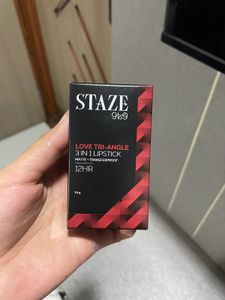 STAZE
9to9
LOVE TRI-ANGLE
3 IN 1 LIPSTICK
MATTE • TRANSFERPROOF
12HR